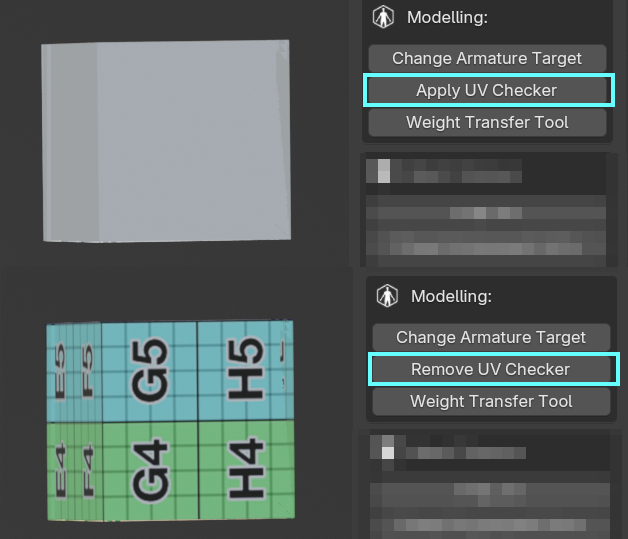 Modelling:
Change Armature Target
Apply UV Checker
Weight Transfer Tool
E5 F5 G5 H5
E4 F4 G4 H4
Modelling:
Change Armature Target
Remove UV Checker
Weight Transfer Tool